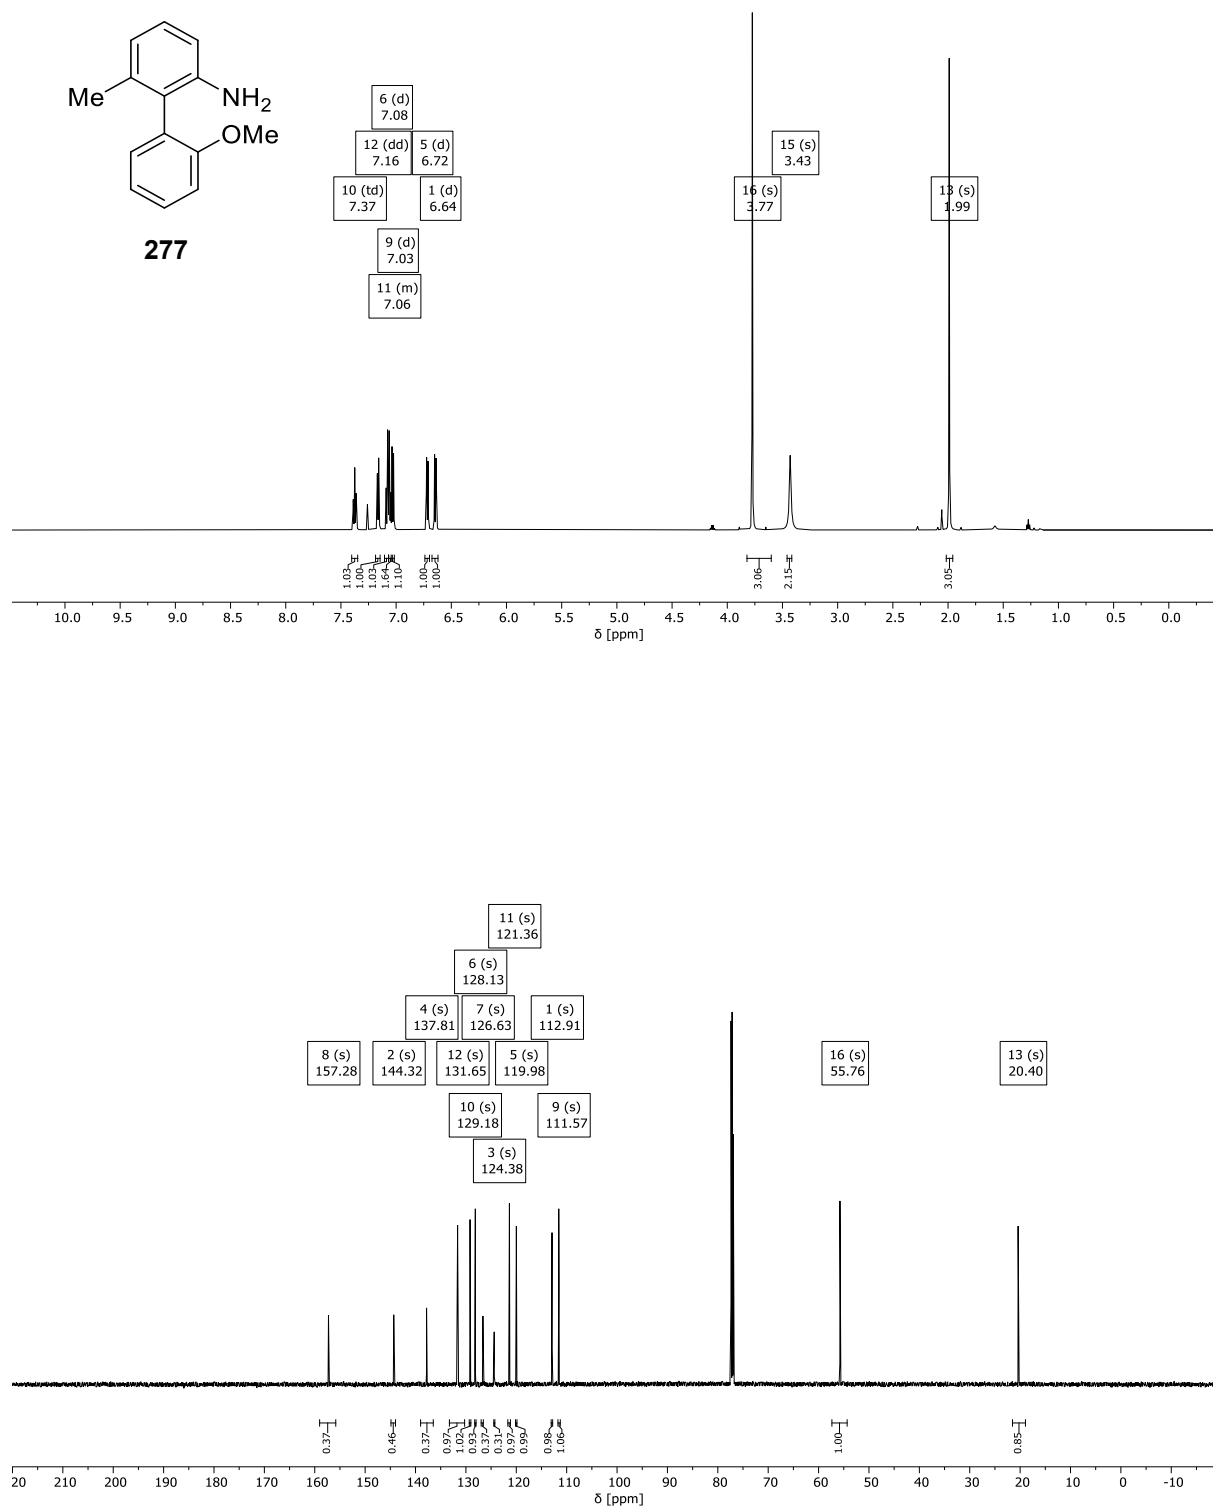 Me
NH2
OMe
277
6 (d)
7.08
12 (dd)
7.16
5 (d)
6.72
15 (s)
3.43
10 (td)
7.37
1 (d)
6.64
16 (s)
3.77
13 (s)
1.99
9 (d)
7.03
11 (m)
7.06
1.03
1.00
1.03
1.64
1.10
1.00
1.00
3.06
2.15
3.05
10.0 9.5 9.0 8.5 8.0 7.5 7.0 6.5 6.0 5.5 5.0 4.5 4.0 3.5 3.0 2.5 2.0 1.5 1.0 0.5 0.0
δ [ppm]
11 (s)
121.36
6 (s)
128.13
4 (s)
137.81
7 (s)
126.63
1 (s)
112.91
8 (s)
157.28
2 (s)
144.32
12 (s)
131.65
5 (s)
119.98
16 (s)
55.76
13 (s)
20.40
10 (s)
129.18
9 (s)
111.57
3 (s)
124.38
0.37
0.46
0.37
0.97
1.02
0.93
0.37
0.31
0.97
0.99
0.98
1.06
1.00
0.85
20 210 200 190 180 170 160 150 140 130 120 110 100 90 80 70 60 50 40 30 20 10 0 -10
δ [ppm]